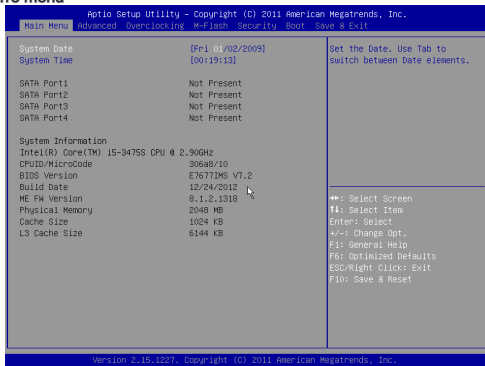 Aptio Setup Utility - Copyright (C) 2011 American Megatrends, Inc.
Main Menu Advanced Overclocking M-Flash Security Boot Save & Exit
System Date [Fri 01/02/2009]
System Time [00:19:13]
SATA Port1 Not Present
SATA Port2 Not Present
SATA Port3 Not Present
SATA Port4 Not Present
System Information
Intel(R) Core(TM) i5-3475S CPU @ 2.90GHz
CPUID/MicroCode 306a8/10
BIOS Version E7677IMS V7.2
Build Date 12/24/2012
ME FW Version 8.1.2.1318
Physical Memory 2048 MB
Cache Size 1024 KB
L3 Cache Size 6144 KB
Set the Date. Use Tab to
switch between Date elements.
↔: Select Screen
↑↓: Select Item
Enter: Select
+/-: Change Opt.
F1: General Help
F6: Optimized Defaults
ESC/Right Click: Exit
F10: Save & Reset
Version 2.15.1227. Copyright (C) 2011 American Megatrends, Inc.